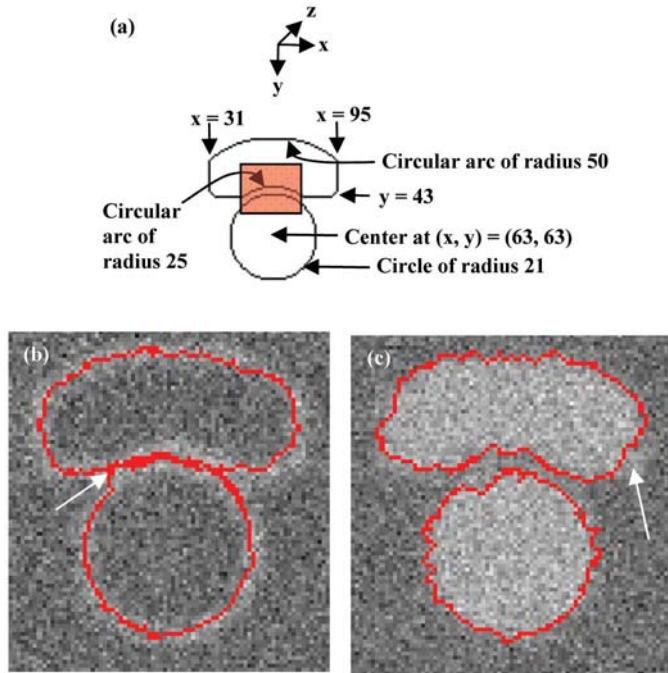 (a)
z
x
y
x = 31
x = 95
Circular arc of radius 50
y = 43
Circular
arc of
radius 25
Center at (x, y) = (63, 63)
Circle of radius 21
(b)
(c)